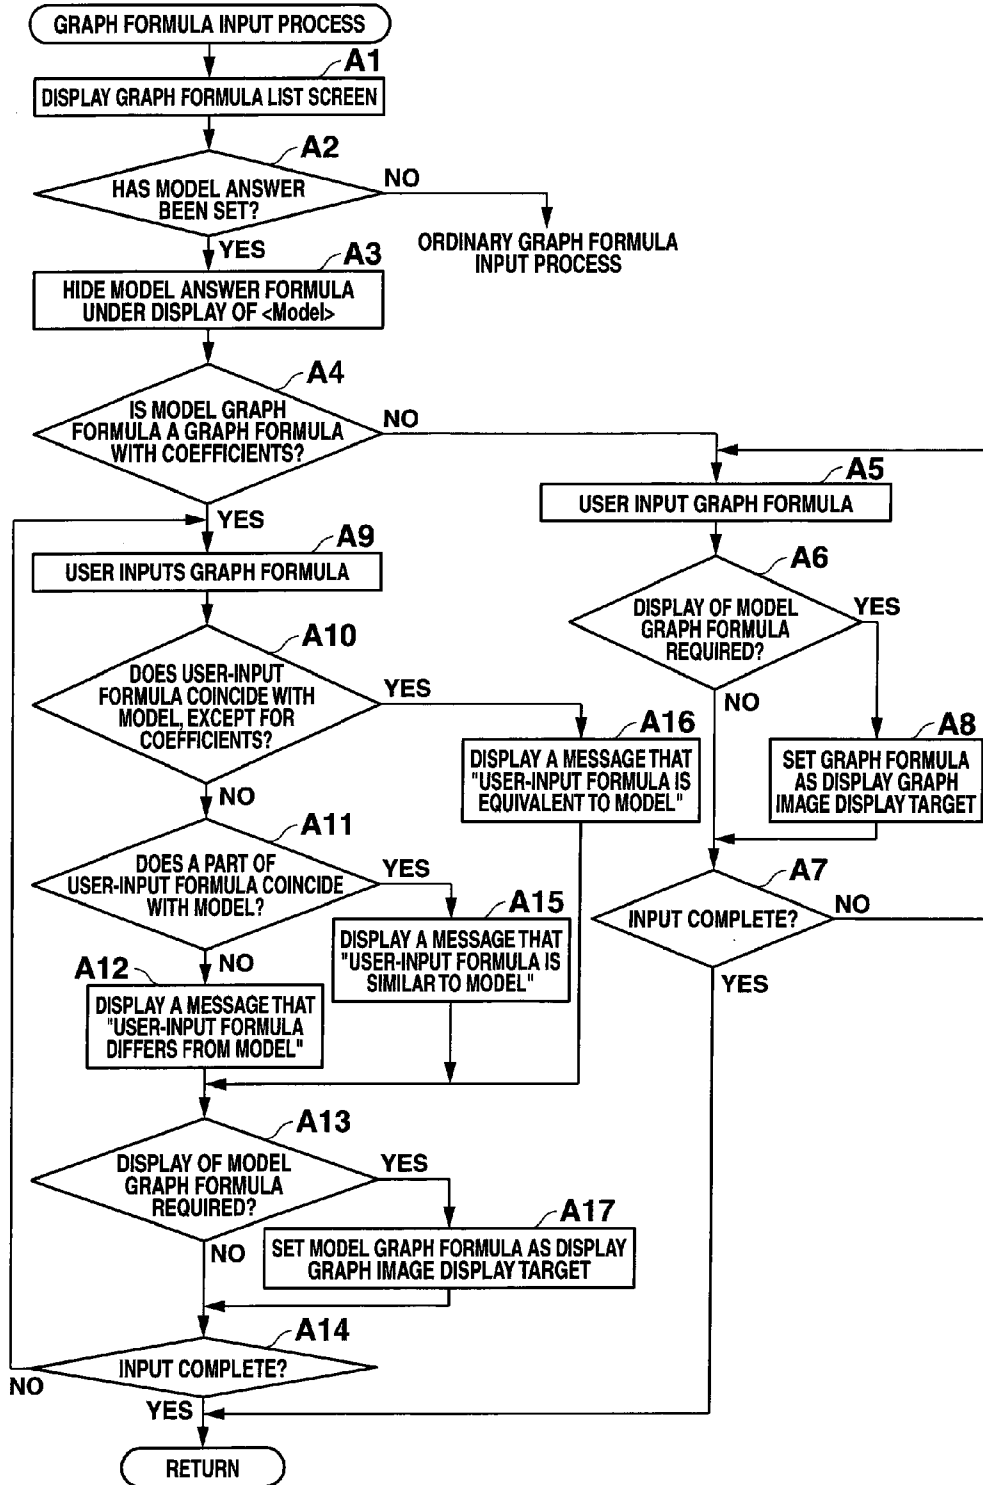 GRAPH FORMULA INPUT PROCESS
A1
DISPLAY GRAPH FORMULA LIST SCREEN
A2
HAS MODEL ANSWER
BEEN SET?
NO
ORDINARY GRAPH FORMULA
INPUT PROCESS
YES
A3
HIDE MODEL ANSWER FORMULA
UNDER DISPLAY OF <Model>
A4
IS MODEL GRAPH
FORMULA A GRAPH FORMULA
WITH COEFFICIENTS?
NO
YES
A5
USER INPUT GRAPH FORMULA
A6
DISPLAY OF MODEL
GRAPH FORMULA
REQUIRED?
YES
NO
A8
SET GRAPH FORMULA
AS DISPLAY GRAPH
IMAGE DISPLAY TARGET
A7
INPUT COMPLETE?
NO
YES
A9
USER INPUTS GRAPH FORMULA
A10
DOES USER-INPUT
FORMULA COINCIDE WITH
MODEL, EXCEPT FOR
COEFFICIENTS?
YES
NO
A16
DISPLAY A MESSAGE THAT
"USER-INPUT FORMULA IS
EQUIVALENT TO MODEL"
A11
DOES A PART OF
USER-INPUT FORMULA COINCIDE
WITH MODEL?
YES
NO
A15
DISPLAY A MESSAGE THAT
"USER-INPUT FORMULA IS
SIMILAR TO MODEL"
A12
DISPLAY A MESSAGE THAT
"USER-INPUT FORMULA
DIFFERS FROM MODEL"
A13
DISPLAY OF MODEL
GRAPH FORMULA
REQUIRED?
YES
NO
A17
SET MODEL GRAPH FORMULA AS DISPLAY
GRAPH IMAGE DISPLAY TARGET
A14
INPUT COMPLETE?
NO
YES
RETURN